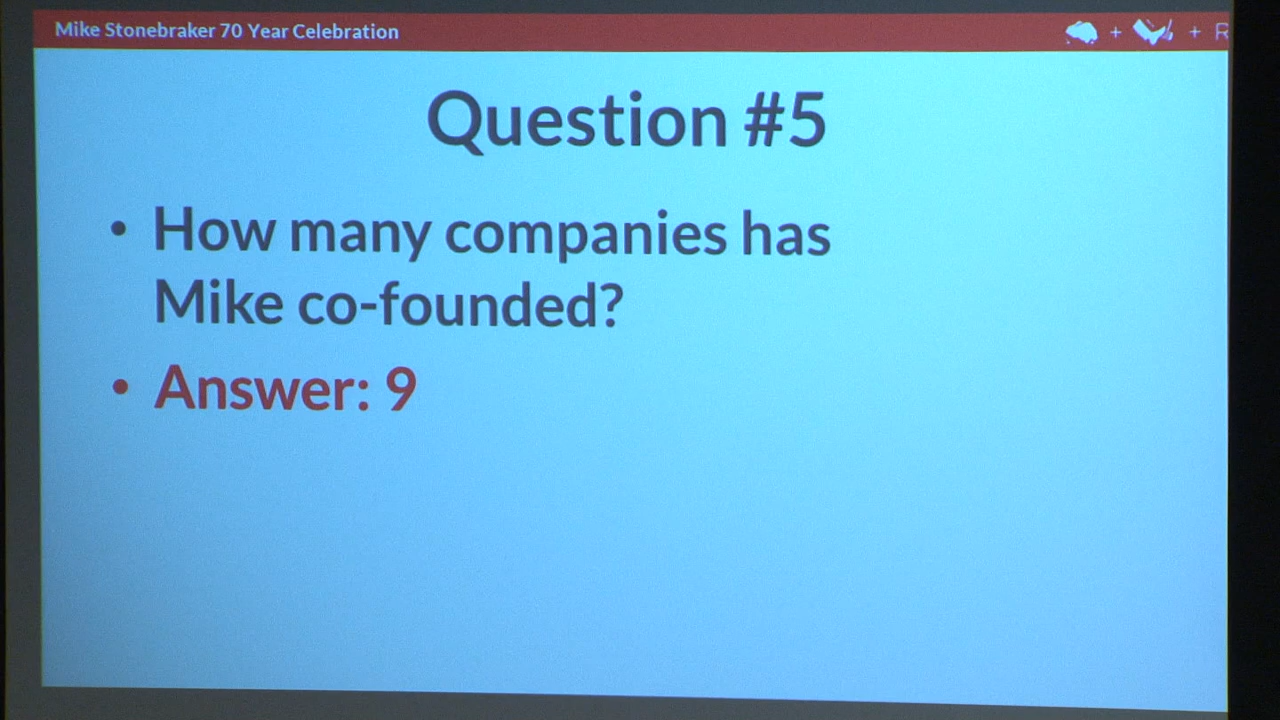 Mike Stonebraker 70 Year Celebration
+ + R
Question #5
• How many companies has
Mike co-founded?
• Answer: 9